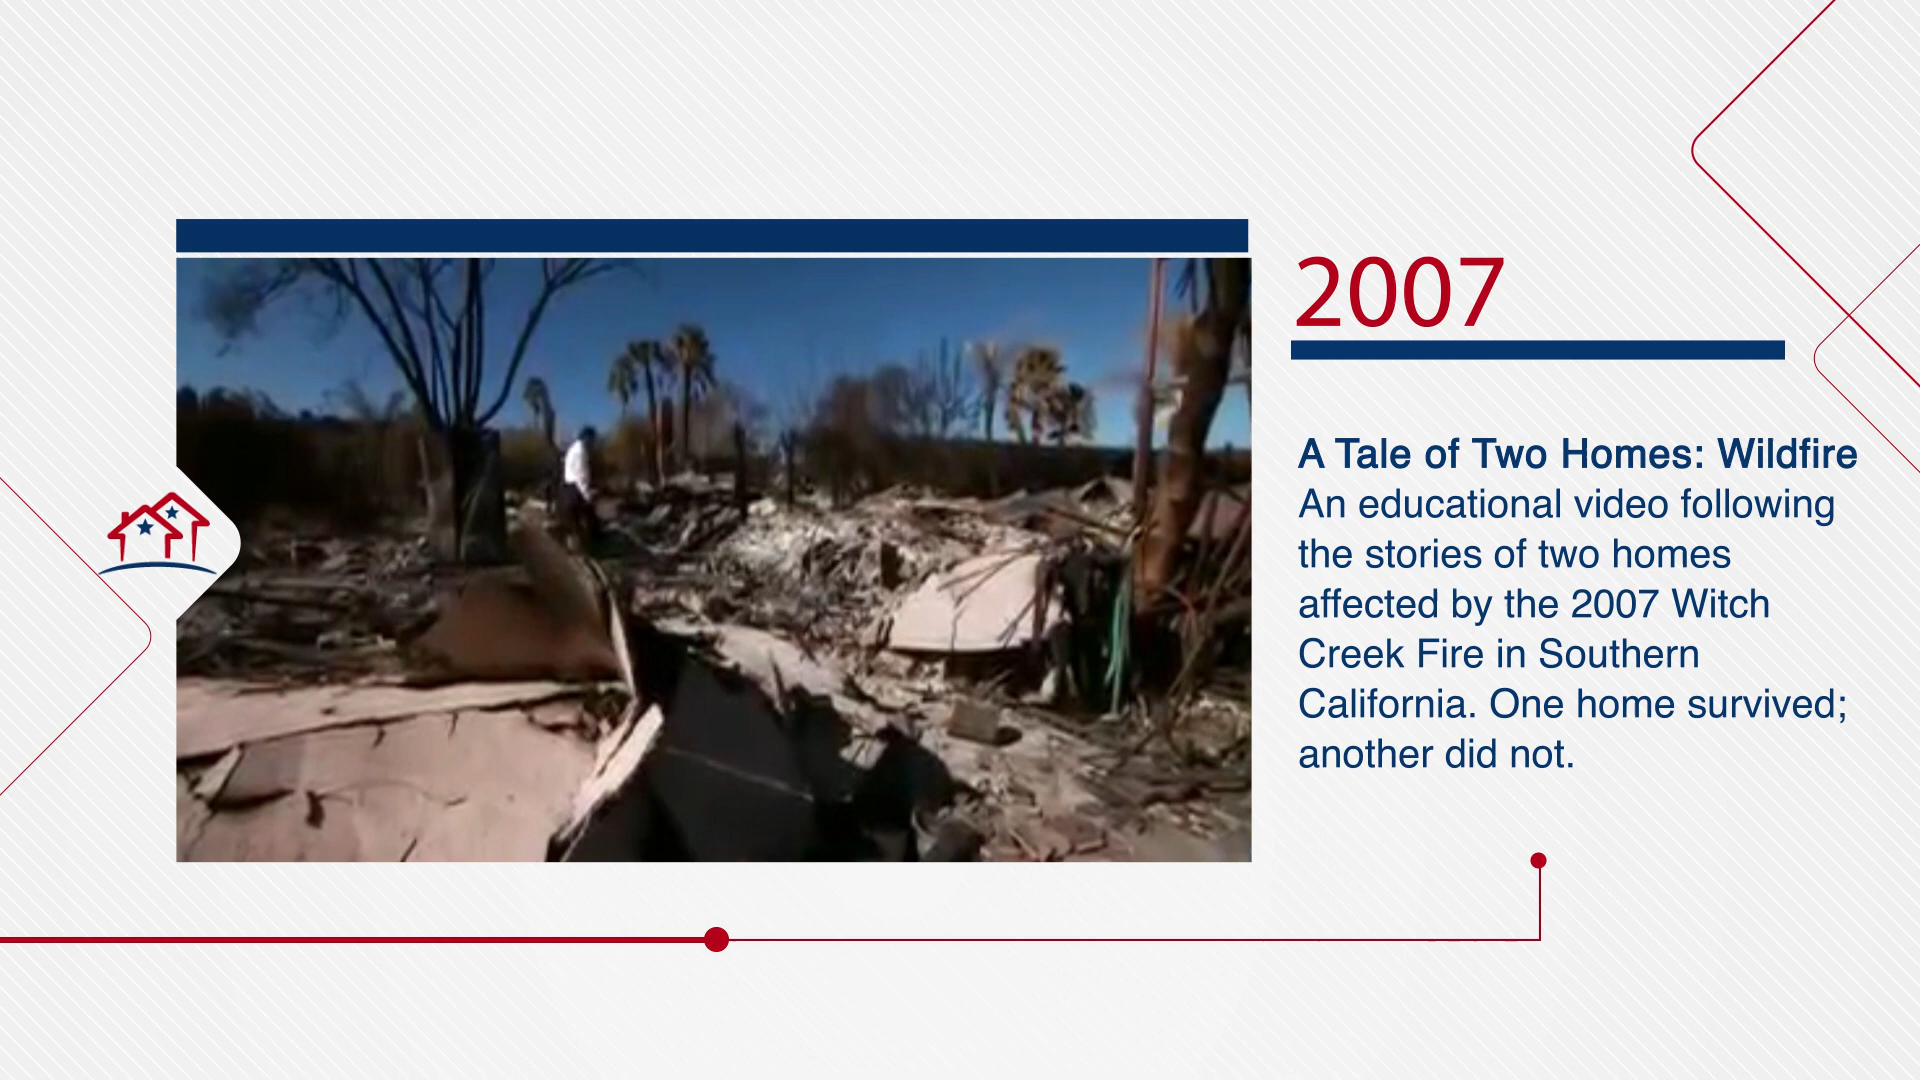 2007
A Tale of Two Homes: Wildfire
An educational video following
the stories of two homes
affected by the 2007 Witch
Creek Fire in Southern
California. One home survived;
another did not.